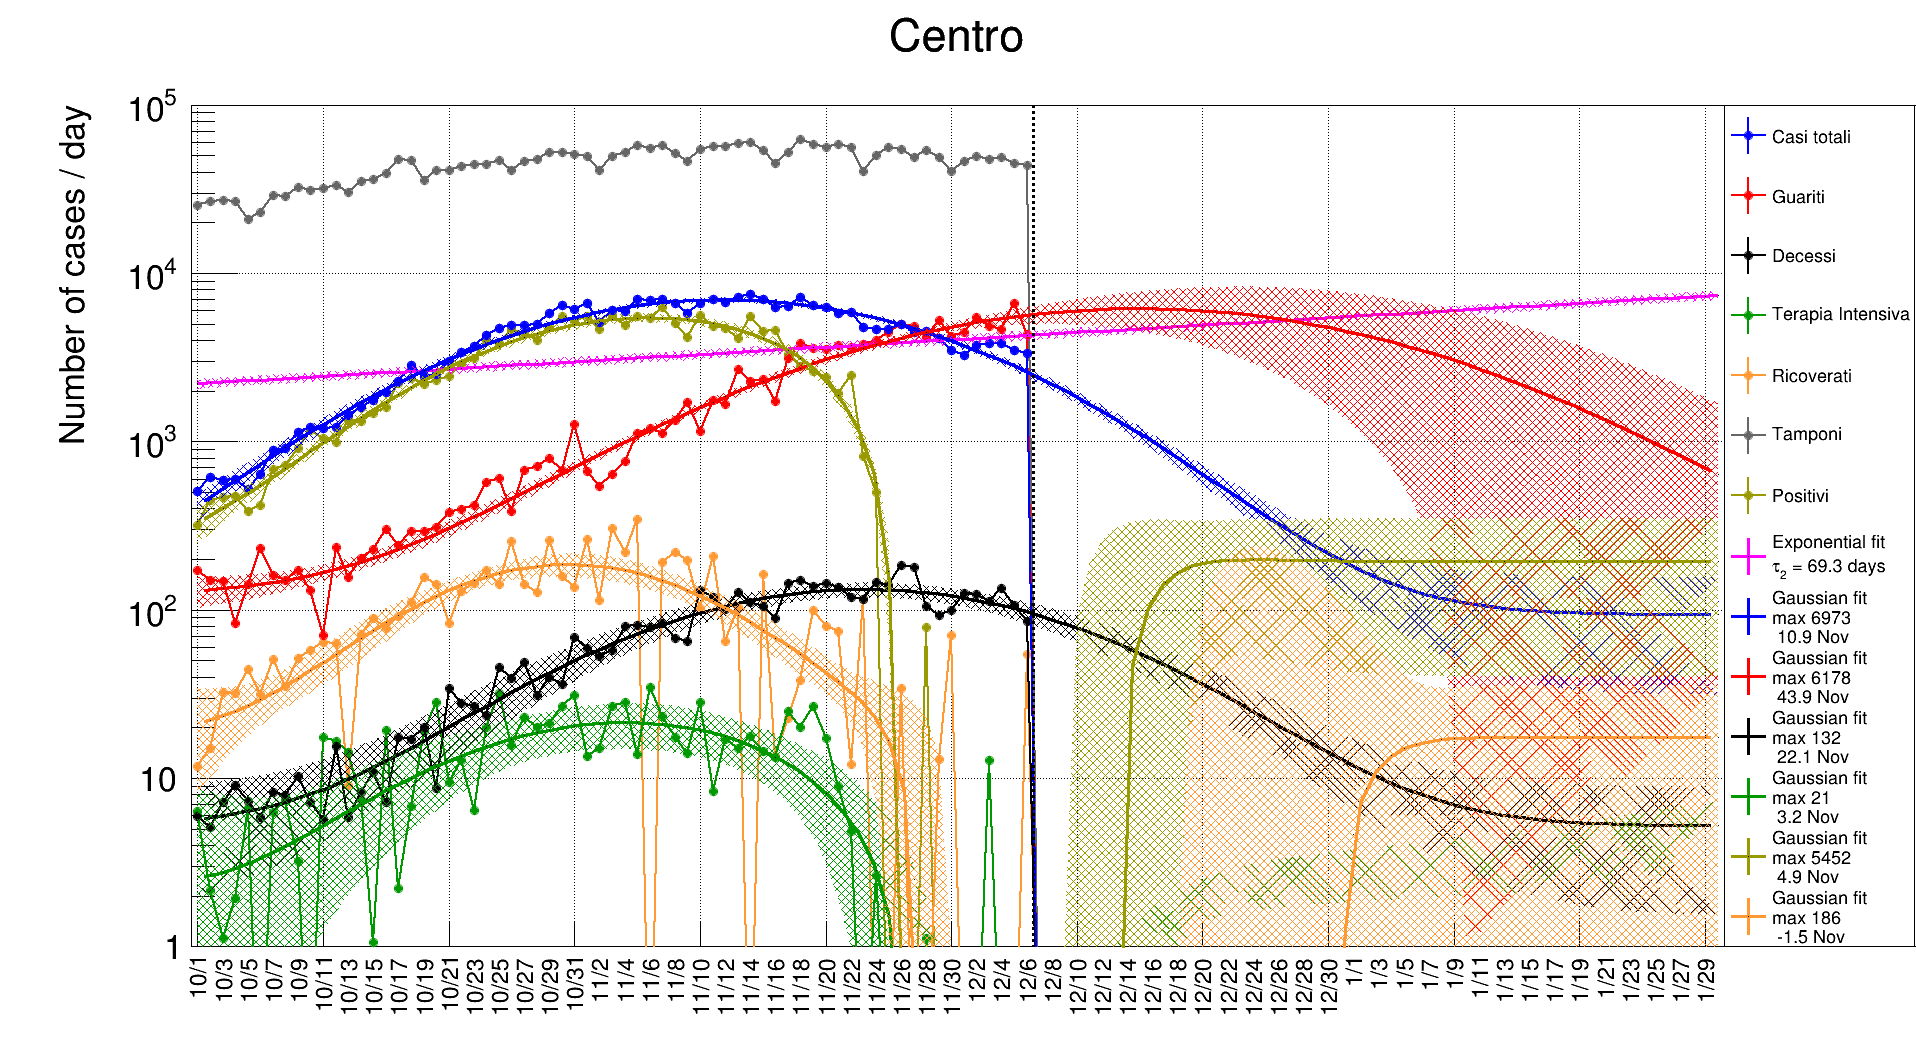 Centro
Number of cases / day
10^5
10^4
10^3
10^2
10
1
10/1 10/3 10/5 10/7 10/9 10/11 10/13 10/15 10/17 10/19 10/21 10/23 10/25 10/27 10/29 10/31 11/2 11/4 11/6 11/8 11/10 11/12 11/14 11/16 11/18 11/20 11/22 11/24 11/26 11/28 11/30 12/2 12/4 12/6 12/8 12/10 12/12 12/14 12/16 12/18 12/20 12/22 12/24 12/26 12/28 12/30 1/1 1/3 1/5 1/7 1/9 1/11 1/13 1/15 1/17 1/19 1/21 1/23 1/25 1/27 1/29
Casi totali
Guariti
Decessi
Terapia Intensiva
Ricoverati
Tamponi
Positivi
Exponential fit
τ2 = 69.3 days
Gaussian fit
max 6973
10.9 Nov
Gaussian fit
max 6178
43.9 Nov
Gaussian fit
max 132
22.1 Nov
Gaussian fit
max 21
3.2 Nov
Gaussian fit
max 5452
4.9 Nov
Gaussian fit
max 186
-1.5 Nov